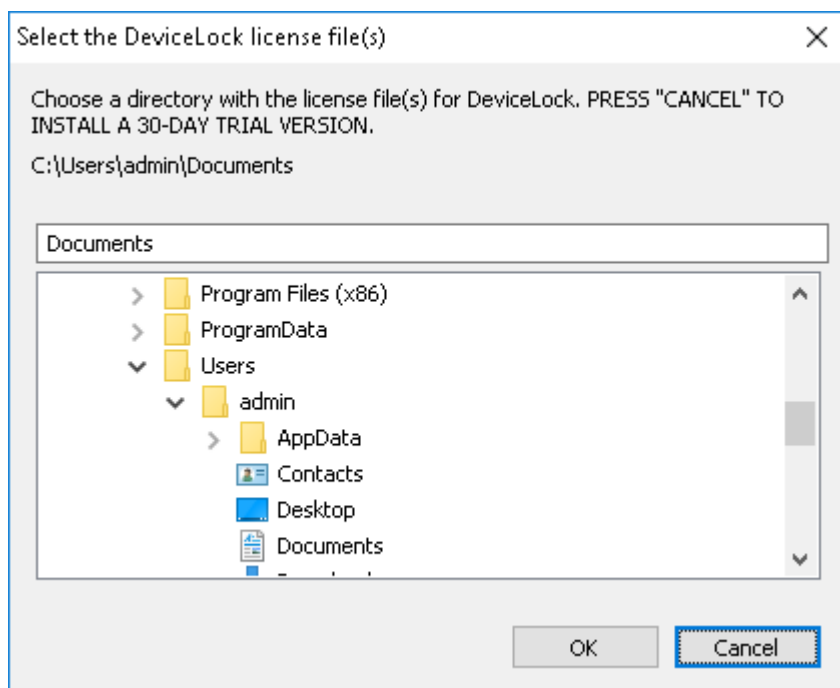 Select the DeviceLock license file(s)
Choose a directory with the license file(s) for DeviceLock. PRESS "CANCEL" TO
INSTALL A 30-DAY TRIAL VERSION.
C:\Users\admin\Documents
Documents
Program Files (x86)
ProgramData
Users
admin
AppData
Contacts
Desktop
Documents
OK
Cancel